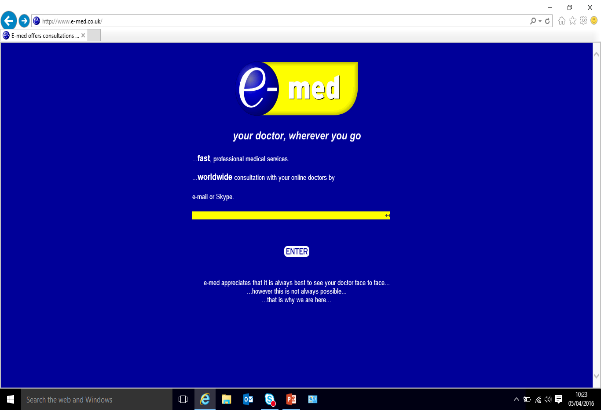 http://www.e-med.co.uk/
E-med offers consultations ...
e- med
your doctor, wherever you go
fast, professional medical services.
...worldwide consultation with your online doctors by
e-mail or Skype.
ENTER
e-med appreciates that it is always best to see your doctor face to face...
...however this is not always possible...
...that is why we are here...
Search the web and Windows
10:23
05/04/2016